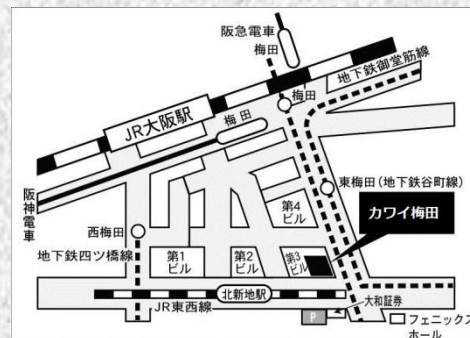 阪急電車
梅田
地下鉄御堂筋線
梅田
JR大阪駅
梅田
阪神電車
東梅田(地下鉄谷町線)
カワイ梅田
西梅田
地下鉄四ツ橋線
第4
ビル
第1
ビル
第2
ビル
第3
ビル
北新地駅
JR東西線
大和証券
P
フェニックス
ホール